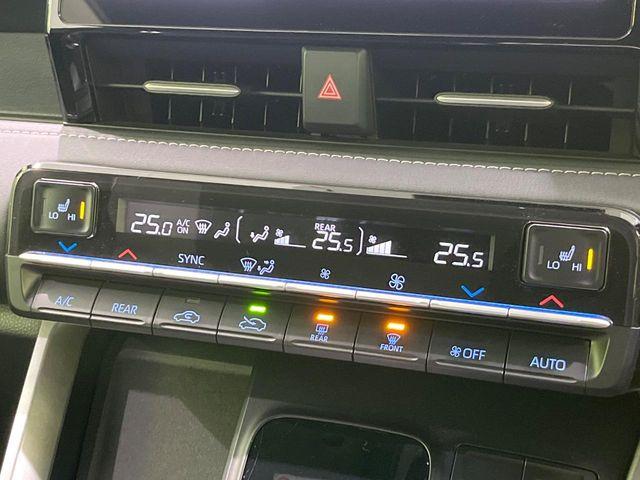 LO HI
25.0 A/C ON
REAR 25.5
25.5
LO HI
SYNC
A/C
REAR
REAR
FRONT
OFF
AUTO